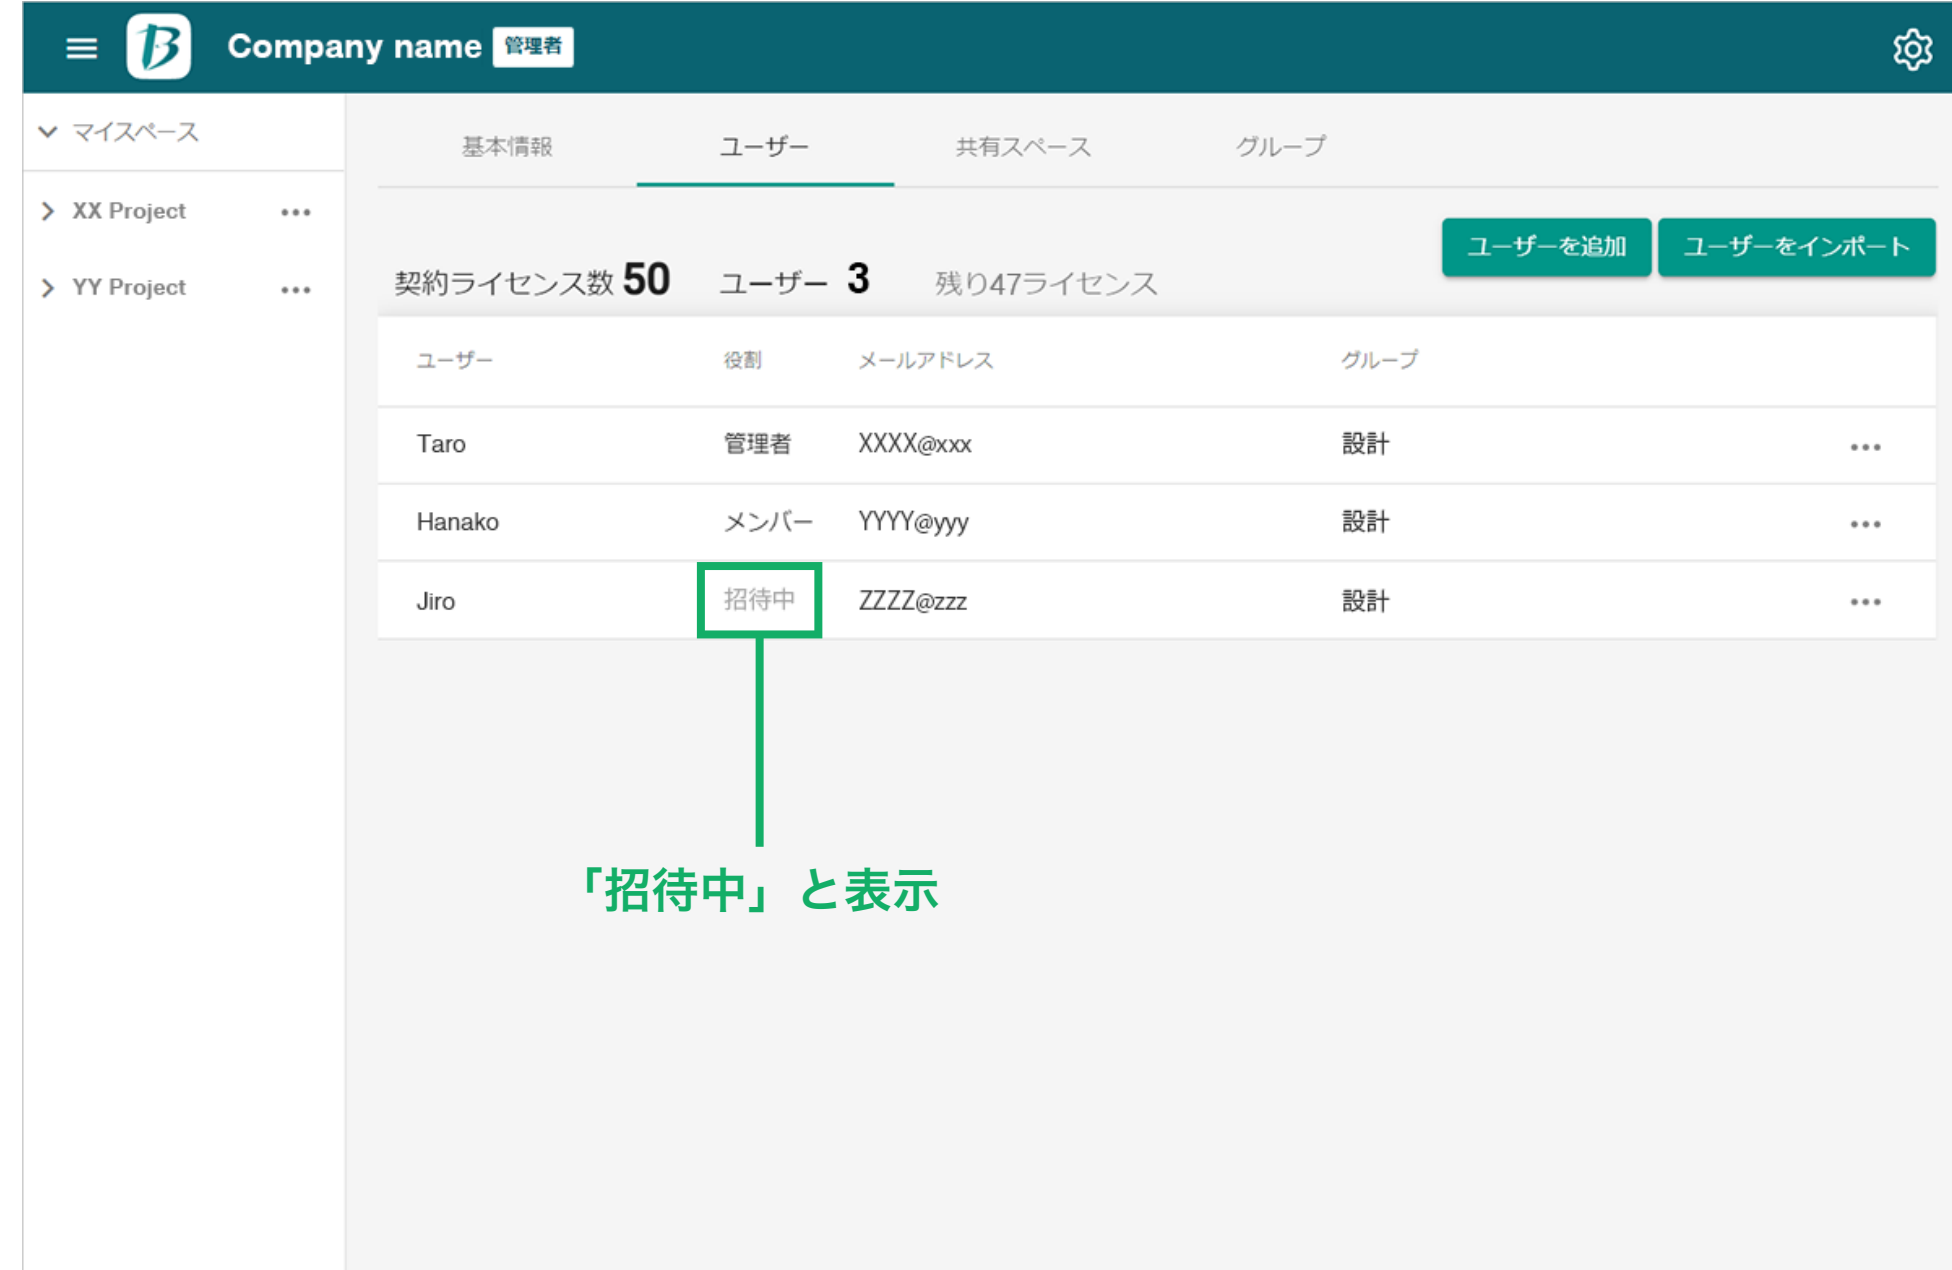 Company name 管理者
マイスペース
XX Project
YY Project
基本情報 ユーザー 共有スペース グループ
ユーザーを追加 ユーザーをインポート
契約ライセンス数 50 ユーザー 3 残り47ライセンス
ユーザー 役割 メールアドレス グループ
Taro 管理者 XXXX@xxx 設計
Hanako メンバー YYYY@yyy 設計
Jiro 招待中 ZZZZ@zzz 設計
「招待中」と表示